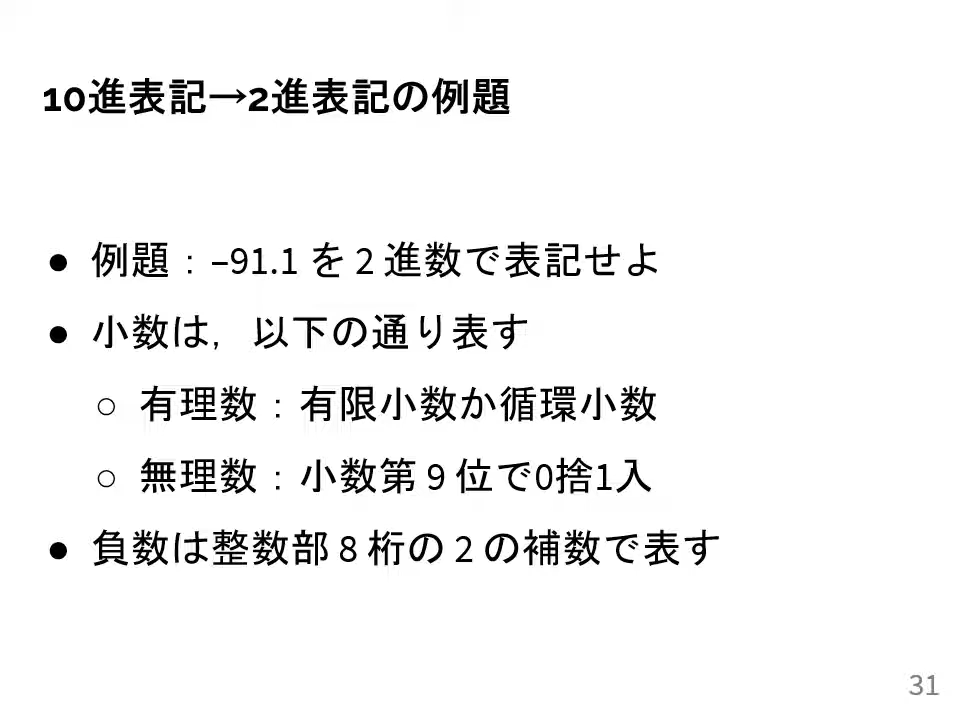 10進表記→2進表記の例題
● 例題：–91.1 を 2 進数で表記せよ
● 小数は，以下の通り表す
○ 有理数：有限小数か循環小数
○ 無理数：小数第 9 位で0捨1入
● 負数は整数部 8 桁の 2 の補数で表す
31